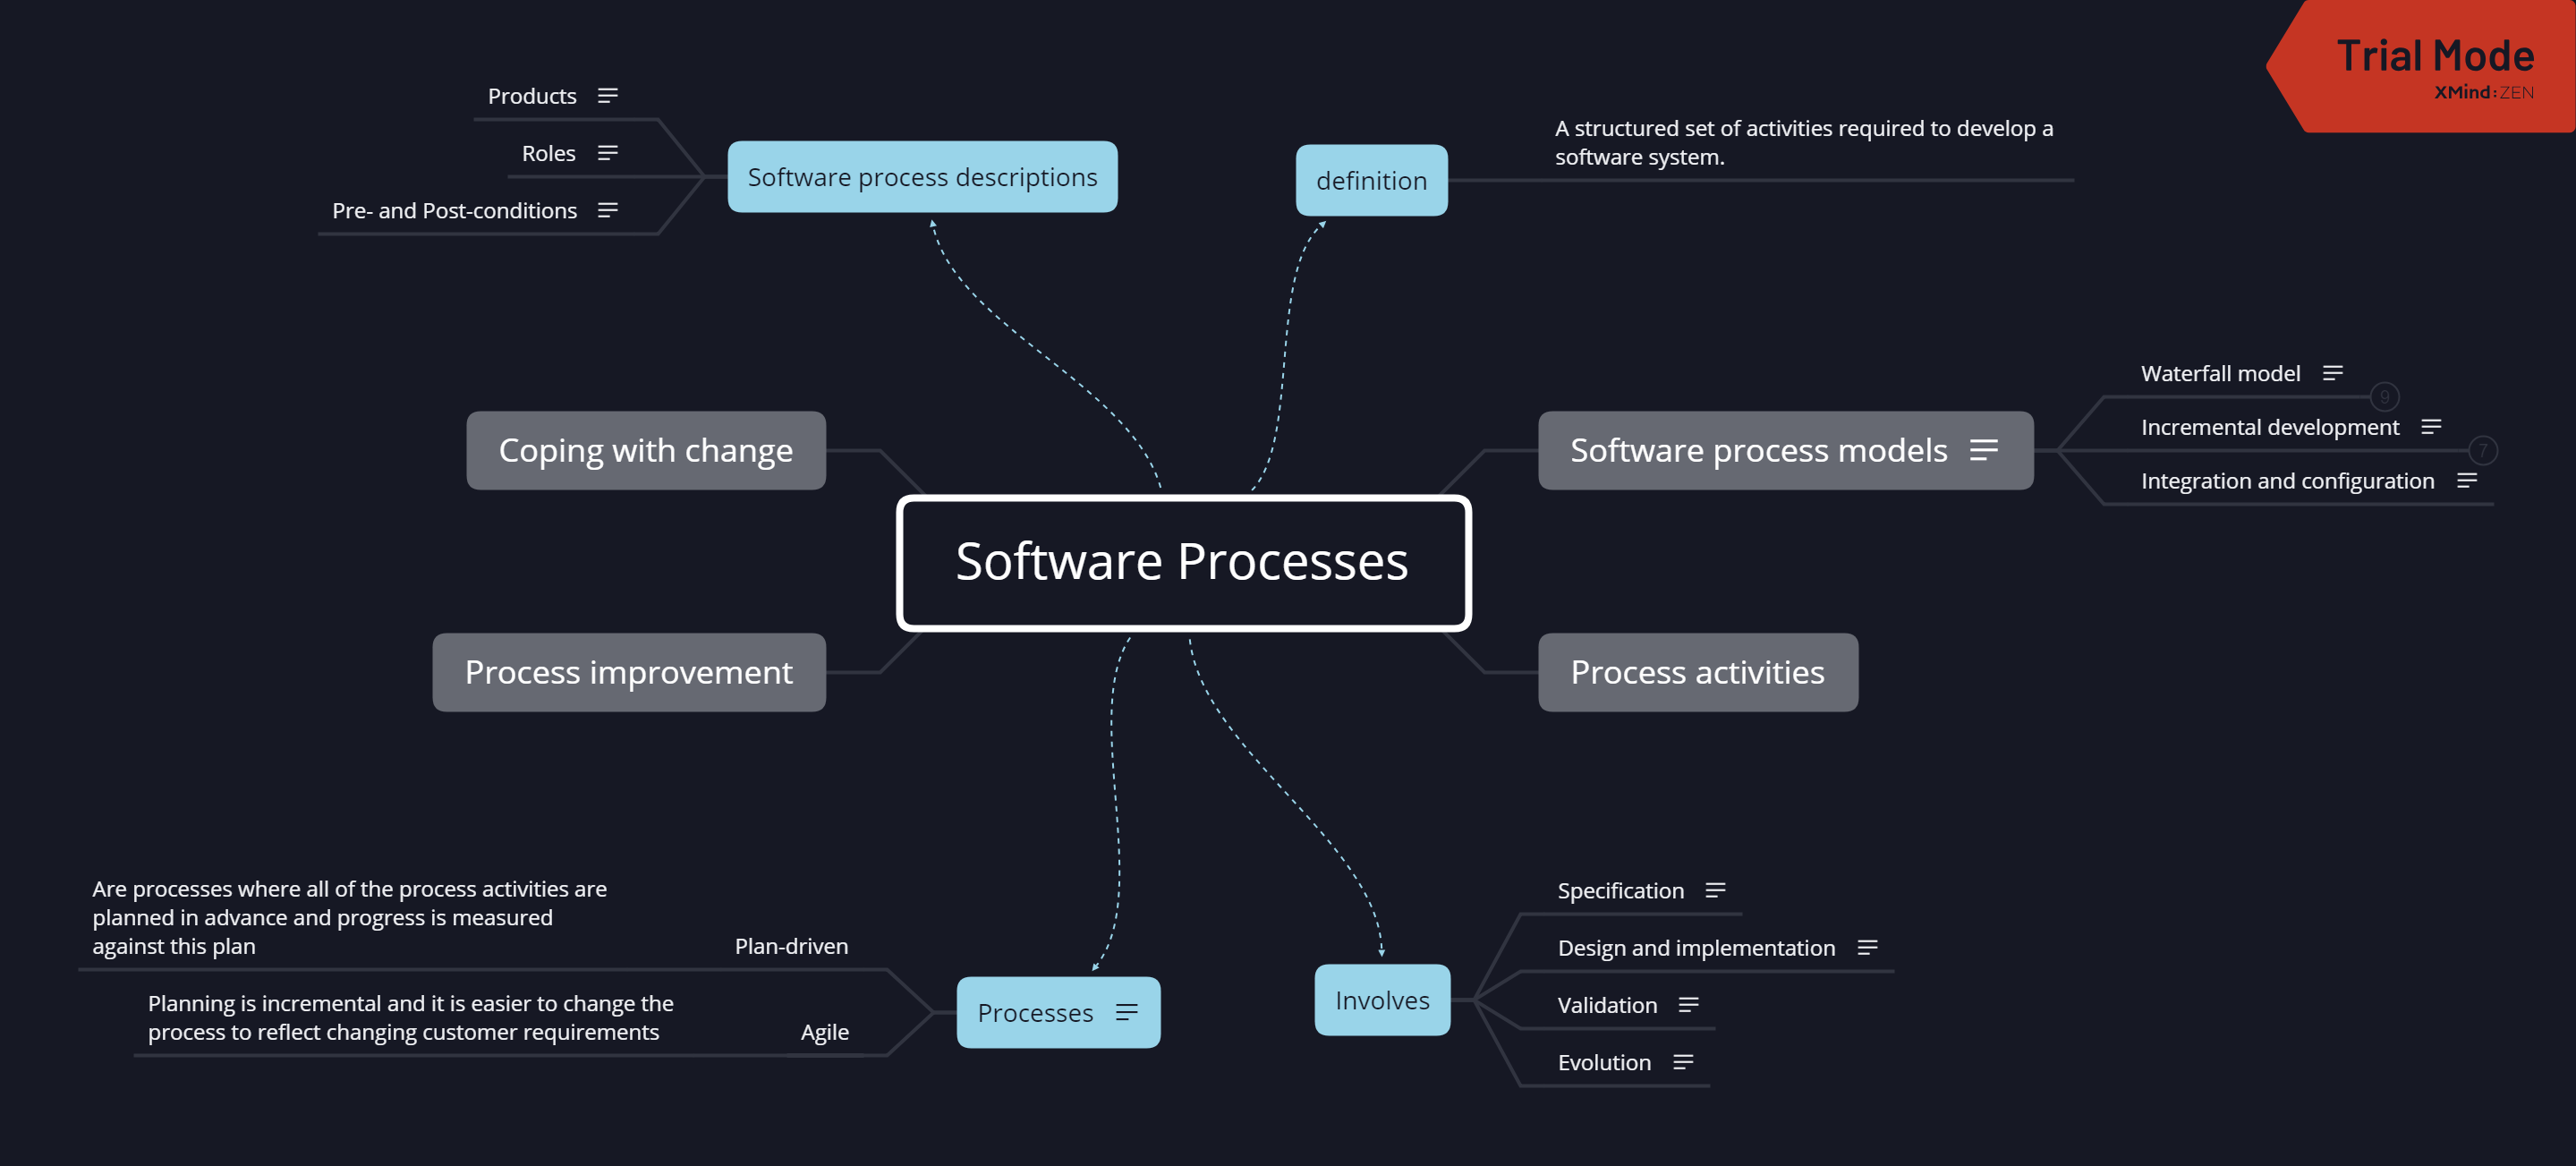 Trial Mode
XMind:ZEN
Products
Roles
Pre- and Post-conditions
Software process descriptions
definition
A structured set of activities required to develop a
software system.
Coping with change
Software process models
Waterfall model
9
Incremental development
7
Integration and configuration
Software Processes
Process improvement
Process activities
Are processes where all of the process activities are
planned in advance and progress is measured
against this plan
Plan-driven
Planning is incremental and it is easier to change the
process to reflect changing customer requirements
Agile
Processes
Involves
Specification
Design and implementation
Validation
Evolution